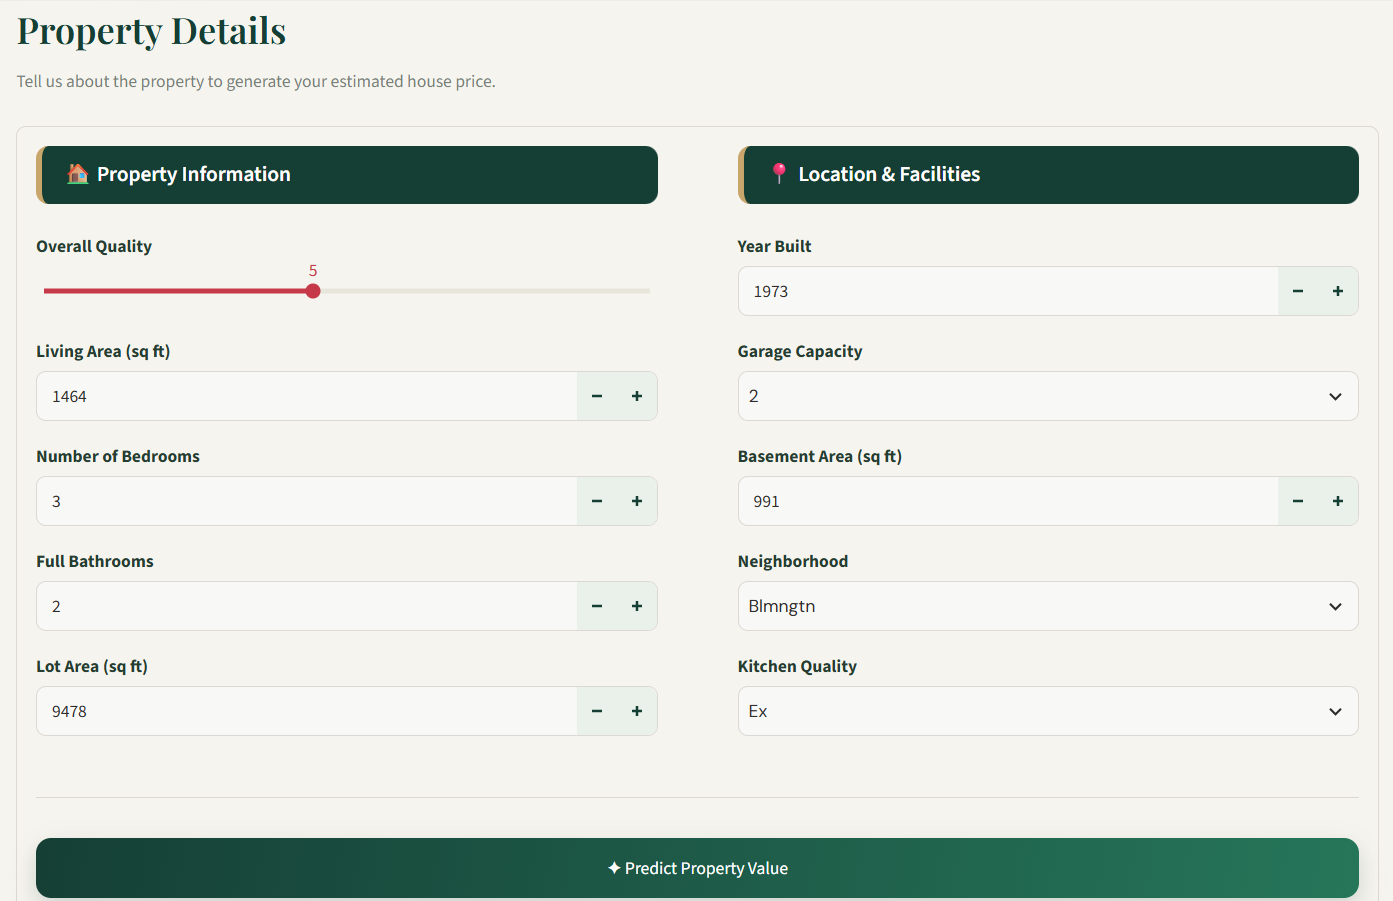 Property Details
Tell us about the property to generate your estimated house price.
🏠 Property Information
Overall Quality
5
Living Area (sq ft)
1464
Number of Bedrooms
3
Full Bathrooms
2
Lot Area (sq ft)
9478
📍 Location & Facilities
Year Built
1973
Garage Capacity
2
Basement Area (sq ft)
991
Neighborhood
Blmngtn
Kitchen Quality
Ex
✦ Predict Property Value